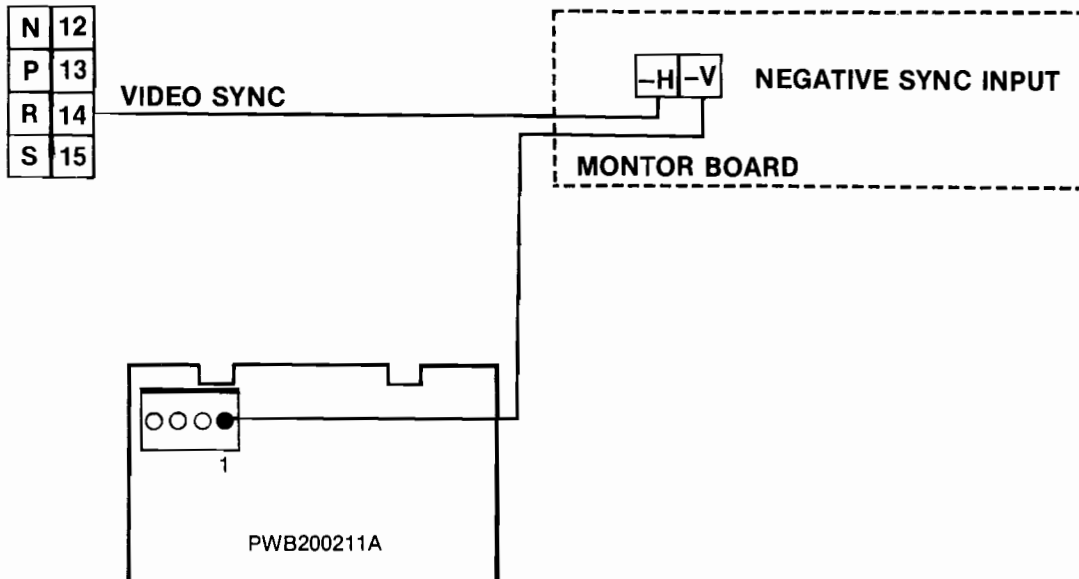 N 12
P 13
R 14
S 15
VIDEO SYNC
-H -V
NEGATIVE SYNC INPUT
MONTOR BOARD
1
PWB200211A